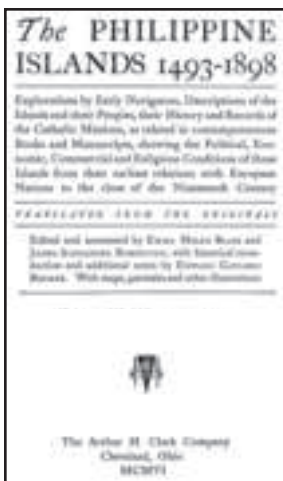 The PHILIPPINE
ISLANDS 1493-1898
Explorations by Early Navigators, Descriptions of the
Islands and their Peoples, their History and Records of
the Catholic Missions, as related in contemporaneous
Books and Manuscripts, showing the Political, Eco-
nomic, Commercial and Religious Conditions of those
Islands from their earliest relations with European
Nations to the close of the Nineteenth Century
TRANSLATED FROM THE ORIGINALS
Edited and annotated by Emma Helen Blair and
James Alexander Robertson, with historical intro-
duction and additional notes by Edward Gaylord
Bourne. With maps, portraits and other illustrations
The Arthur H. Clark Company
Cleveland, Ohio
MCMVI